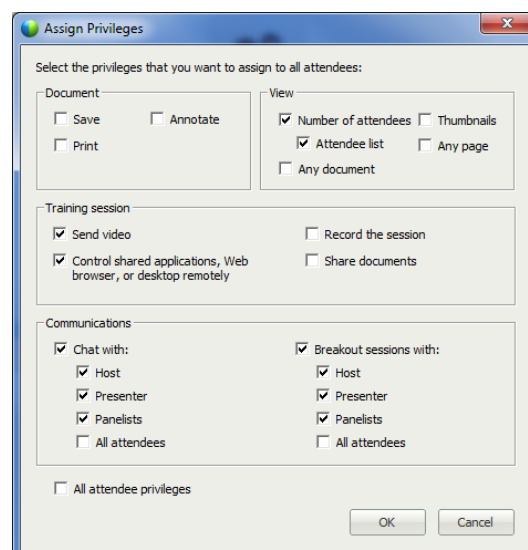 Assign Privileges
Select the privileges that you want to assign to all attendees:
Document
Save
Annotate
Print
View
Number of attendees
Thumbnails
Attendee list
Any page
Any document
Training session
Send video
Record the session
Control shared applications, Web
browser, or desktop remotely
Share documents
Communications
Chat with:
Host
Presenter
Panelists
All attendees
Breakout sessions with:
Host
Presenter
Panelists
All attendees
All attendee privileges
OK
Cancel